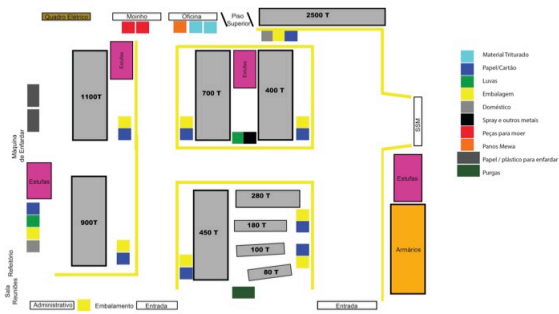 Quadro Elétrico
Moinho
Oficina
Piso
Superior
2500 T
Estufas
1100T
700 T
Estufas
400 T
SSM
Máquina
de Enfardar
Estufas
900T
450 T
280 T
180 T
100 T
80 T
Estufas
Armários
Refeitório
Sala
Reuniões
Administrativo
Embalamento
Entrada
Entrada
Material Triturado
Papel/Cartão
Luvas
Embalagem
Doméstico
Spray e outros metais
Peças para moer
Panos Mewa
Papel / plástico para enfardar
Purgas